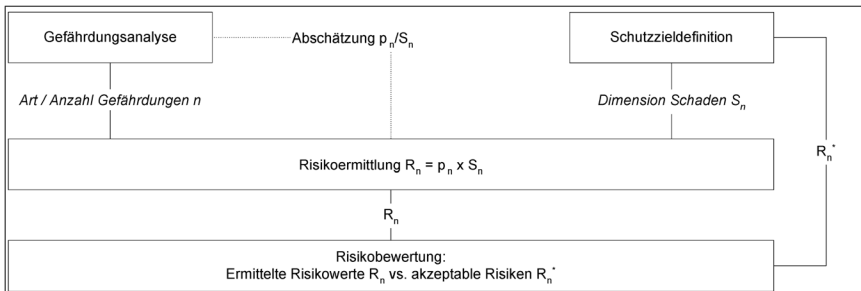 Gefährdungsanalyse
Abschätzung pn/Sn
Schutzzieldefinition
Art / Anzahl Gefährdungen n
Dimension Schaden Sn
Risikoermittlung Rn = pn x Sn
Rn*
Rn
Risikobewertung:
Ermittelte Risikowerte Rn vs. akzeptable Risiken Rn*